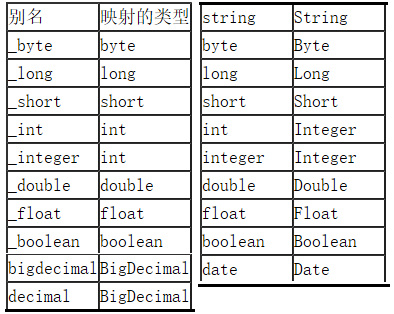 别名 映射的类型
_byte byte
_long long
_short short
_int int
_integer int
_double double
_float float
_boolean boolean
bigdecimal BigDecimal
decimal BigDecimal
string String
byte Byte
long Long
short Short
int Integer
integer Integer
double Double
float Float
boolean Boolean
date Date